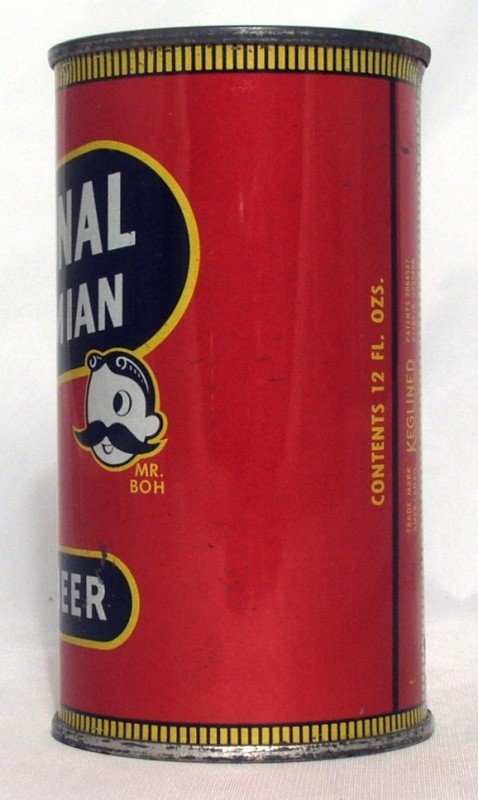 NAL
MIAN
MR.
BOH
EER
CONTENTS 12 FL. OZS.
TRADE MARK KEGLINED